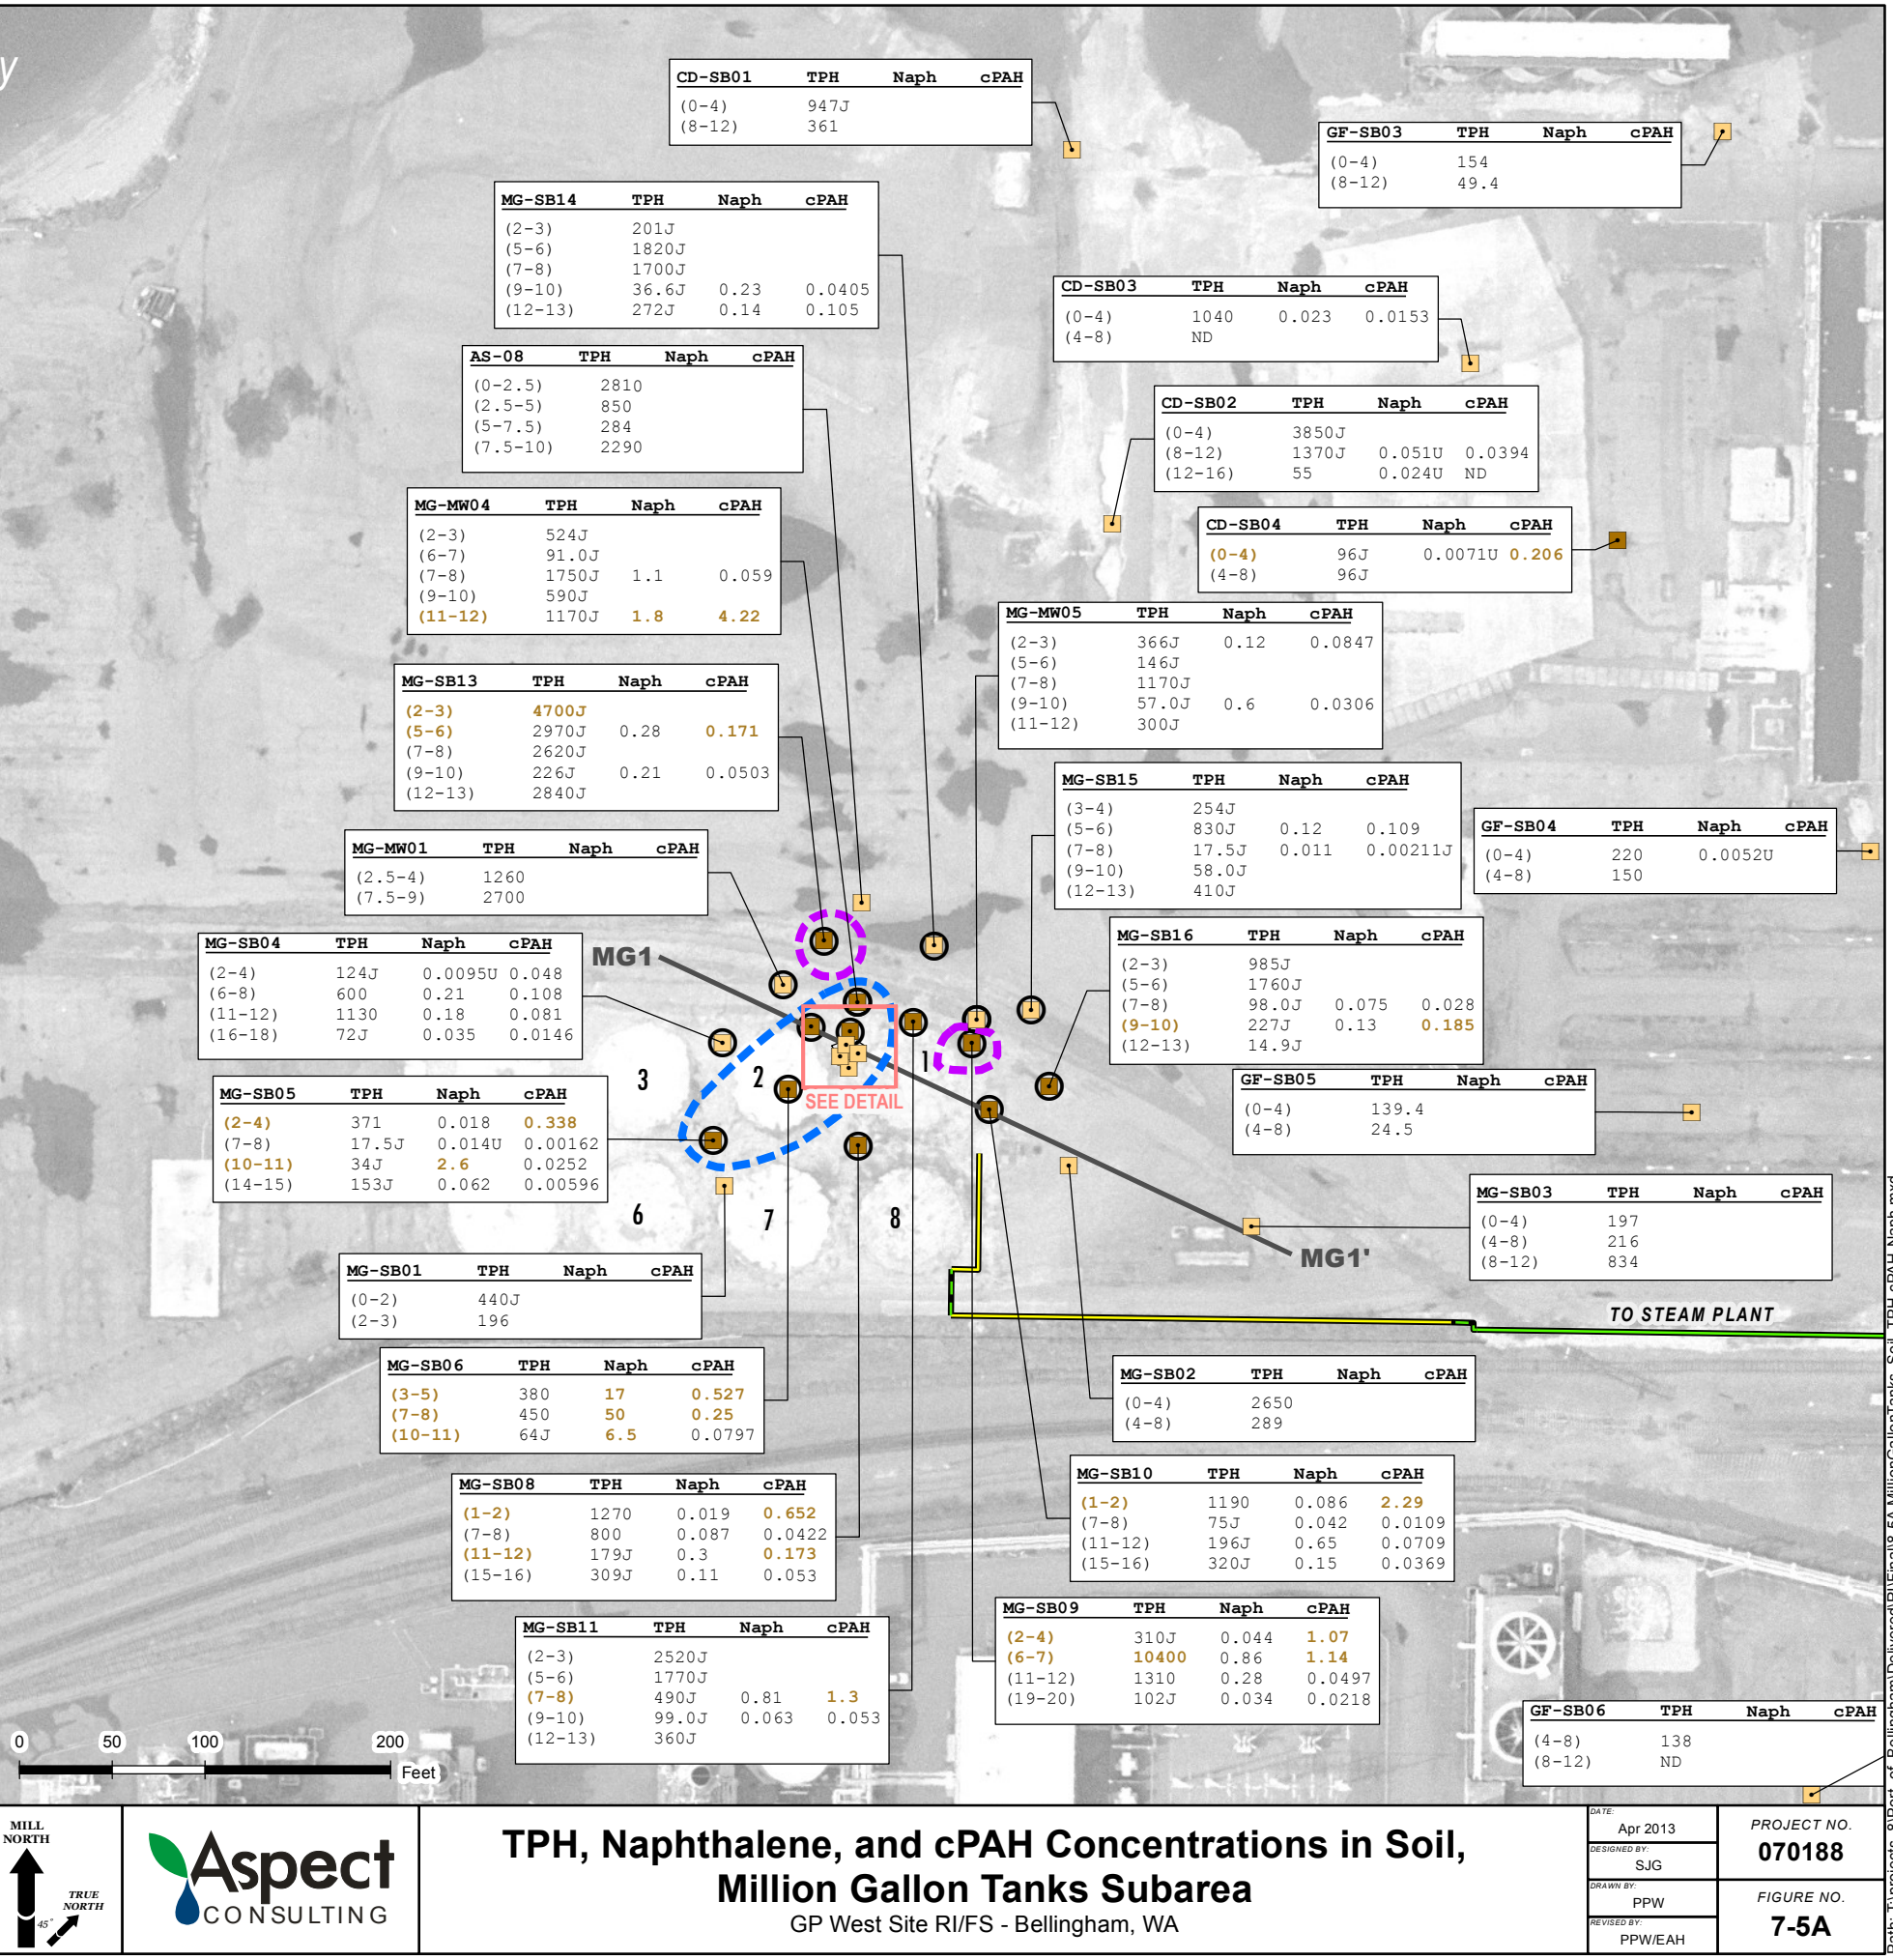 y
CD-SB01 TPH Naph cPAH
(0-4) 947J
(8-12) 361
GF-SB03 TPH Naph cPAH
(0-4) 154
(8-12) 49.4
MG-SB14 TPH Naph cPAH
(2-3) 201J
(5-6) 1820J
(7-8) 1700J
(9-10) 36.6J 0.23 0.0405
(12-13) 272J 0.14 0.105
CD-SB03 TPH Naph cPAH
(0-4) 1040 0.023 0.0153
(4-8) ND
AS-08 TPH Naph cPAH
(0-2.5) 2810
(2.5-5) 850
(5-7.5) 284
(7.5-10) 2290
CD-SB02 TPH Naph cPAH
(0-4) 3850J
(8-12) 1370J 0.051U 0.0394
(12-16) 55 0.024U ND
MG-MW04 TPH Naph cPAH
(2-3) 524J
(6-7) 91.0J
(7-8) 1750J 1.1 0.059
(9-10) 590J
(11-12) 1170J 1.8 4.22
CD-SB04 TPH Naph cPAH
(0-4) 96J 0.0071U 0.206
(4-8) 96J
MG-MW05 TPH Naph cPAH
(2-3) 366J 0.12 0.0847
(5-6) 146J
(7-8) 1170J
(9-10) 57.0J 0.6 0.0306
(11-12) 300J
MG-SB13 TPH Naph cPAH
(2-3) 4700J
(5-6) 2970J 0.28 0.171
(7-8) 2620J
(9-10) 226J 0.21 0.0503
(12-13) 2840J
MG-SB15 TPH Naph cPAH
(3-4) 254J
(5-6) 830J 0.12 0.109
(7-8) 17.5J 0.011 0.00211J
(9-10) 58.0J
(12-13) 410J
GF-SB04 TPH Naph cPAH
(0-4) 220 0.0052U
(4-8) 150
MG-MW01 TPH Naph cPAH
(2.5-4) 1260
(7.5-9) 2700
MG-SB16 TPH Naph cPAH
(2-3) 985J
(5-6) 1760J
(7-8) 98.0J 0.075 0.028
(9-10) 227J 0.13 0.185
(12-13) 14.9J
MG-SB04 TPH Naph cPAH
(2-4) 124J 0.0095U 0.048
(6-8) 600 0.21 0.108
(11-12) 1130 0.18 0.081
(16-18) 72J 0.035 0.0146
MG1
3
2
1
SEE DETAIL
MG-SB05 TPH Naph cPAH
(2-4) 371 0.018 0.338
(7-8) 17.5J 0.014U 0.00162
(10-11) 34J 2.6 0.0252
(14-15) 153J 0.062 0.00596
GF-SB05 TPH Naph cPAH
(0-4) 139.4
(4-8) 24.5
6
7
8
MG1'
MG-SB03 TPH Naph cPAH
(0-4) 197
(4-8) 216
(8-12) 834
MG-SB01 TPH Naph cPAH
(0-2) 440J
(2-3) 196
TO STEAM PLANT
MG-SB06 TPH Naph cPAH
(3-5) 380 17 0.527
(7-8) 450 50 0.25
(10-11) 64J 6.5 0.0797
MG-SB02 TPH Naph cPAH
(0-4) 2650
(4-8) 289
MG-SB08 TPH Naph cPAH
(1-2) 1270 0.019 0.652
(7-8) 800 0.087 0.0422
(11-12) 179J 0.3 0.173
(15-16) 309J 0.11 0.053
MG-SB10 TPH Naph cPAH
(1-2) 1190 0.086 2.29
(7-8) 75J 0.042 0.0109
(11-12) 196J 0.65 0.0709
(15-16) 320J 0.15 0.0369
MG-SB11 TPH Naph cPAH
(2-3) 2520J
(5-6) 1770J
(7-8) 490J 0.81 1.3
(9-10) 99.0J 0.063 0.053
(12-13) 360J
MG-SB09 TPH Naph cPAH
(2-4) 310J 0.044 1.07
(6-7) 10400 0.86 1.14
(11-12) 1310 0.28 0.0497
(19-20) 102J 0.034 0.0218
GF-SB06 TPH Naph cPAH
(4-8) 138
(8-12) ND
0 50 100 200
Feet
MILL
NORTH
TRUE
NORTH
45°
Aspect
CONSULTING
TPH, Naphthalene, and cPAH Concentrations in Soil,
Million Gallon Tanks Subarea
GP West Site RI/FS - Bellingham, WA
DATE:
Apr 2013
DESIGNED BY:
SJG
DRAWN BY:
PPW
REVISED BY:
PPW/EAH
PROJECT NO.
070188
FIGURE NO.
7-5A